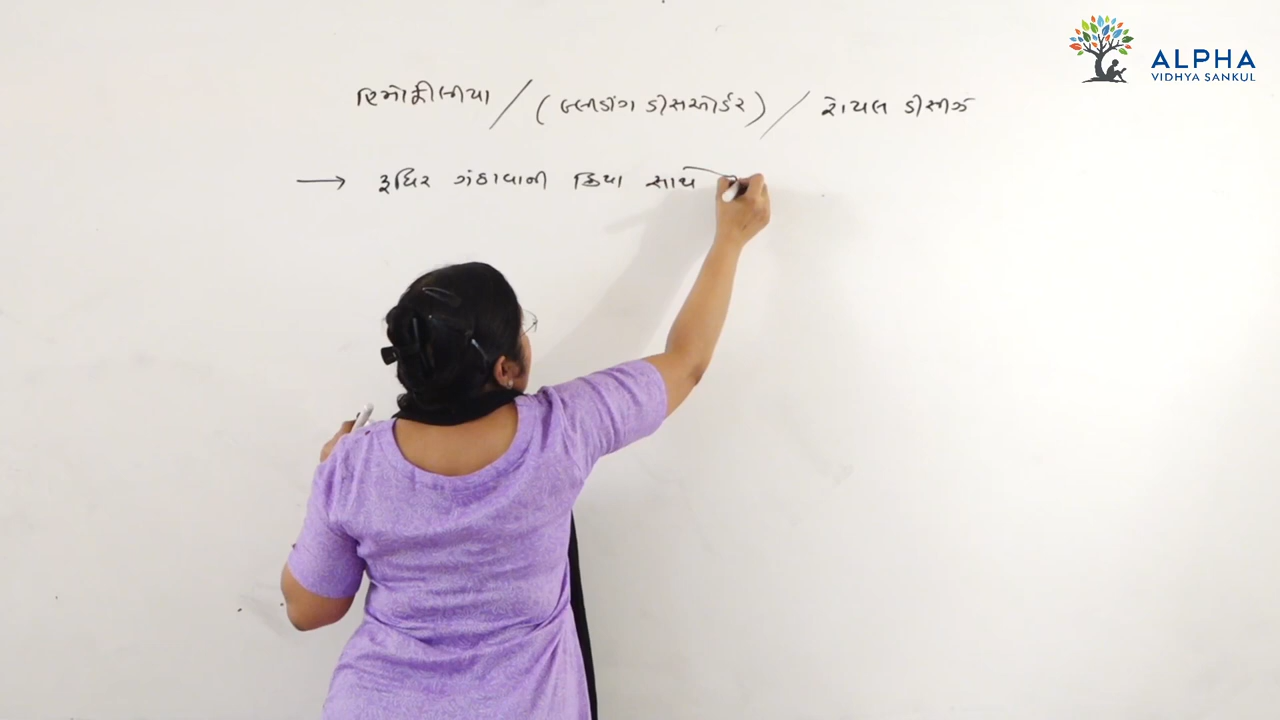 ALPHA
VIDHYA SANKUL
હિમોફીલીયા / (બ્લીડીંગ ડીસઓર્ડર) / રોયલ ડીસીઝ
→ રૂધિર ગંઠાવાની ક્રિયા સાથે